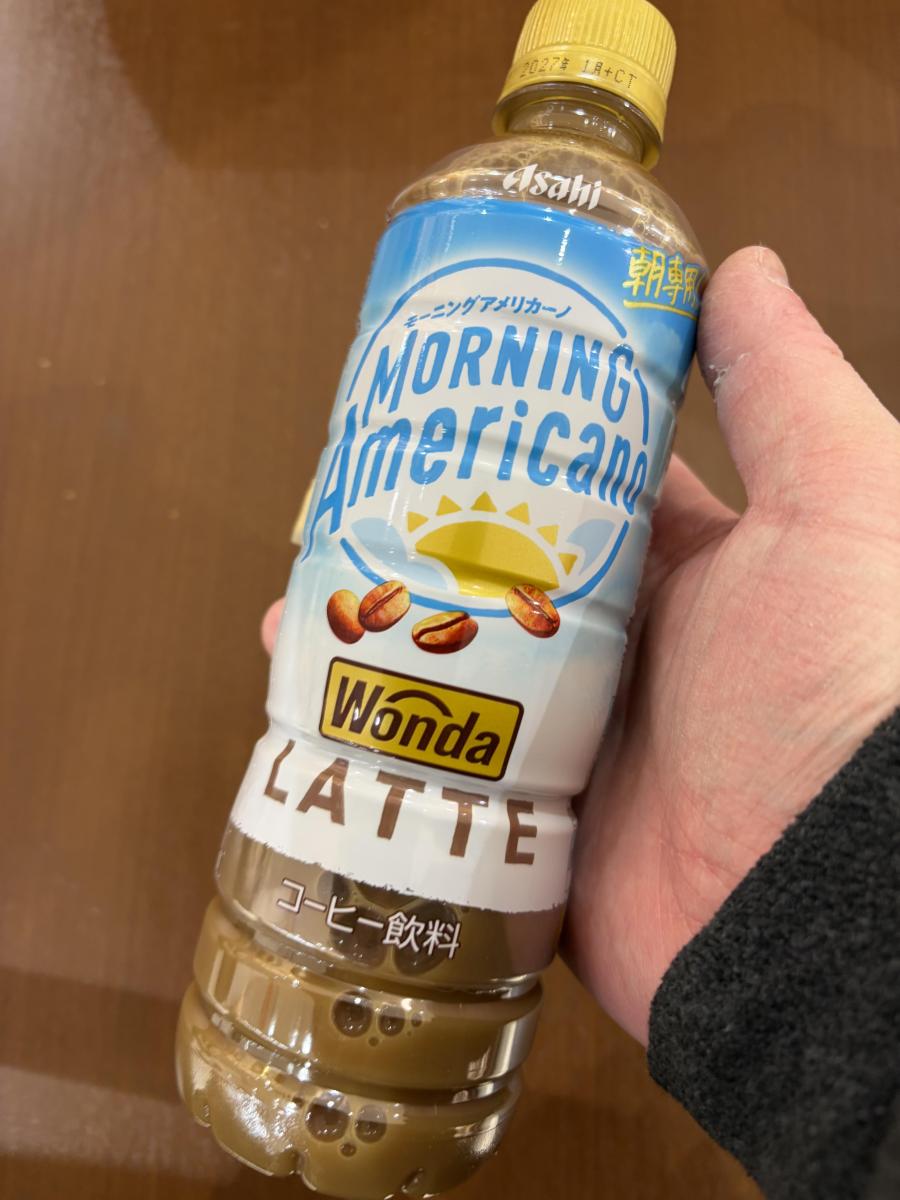 2027年 1月+CT
Asahi
朝専用
モーニングアメリカーノ
MORNING
Americano
Wonda
LATTE
コーヒー飲料